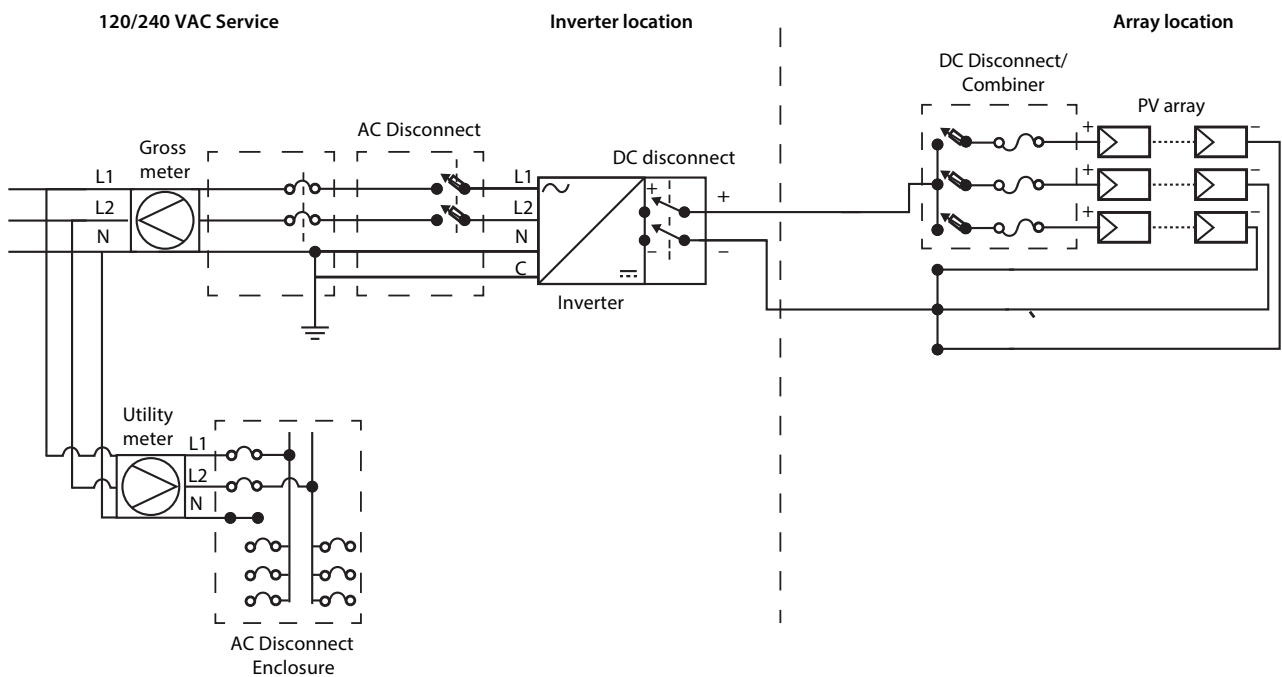 120/240 VAC Service
Inverter location
Array location
DC Disconnect/
Combiner
PV array
AC Disconnect
Gross
meter
DC disconnect
L1
L2
N
L1
L2
N
C
+
−
+
−
+
−
+
−
+
−
Inverter
Utility
meter
L1
L2
N
AC Disconnect
Enclosure